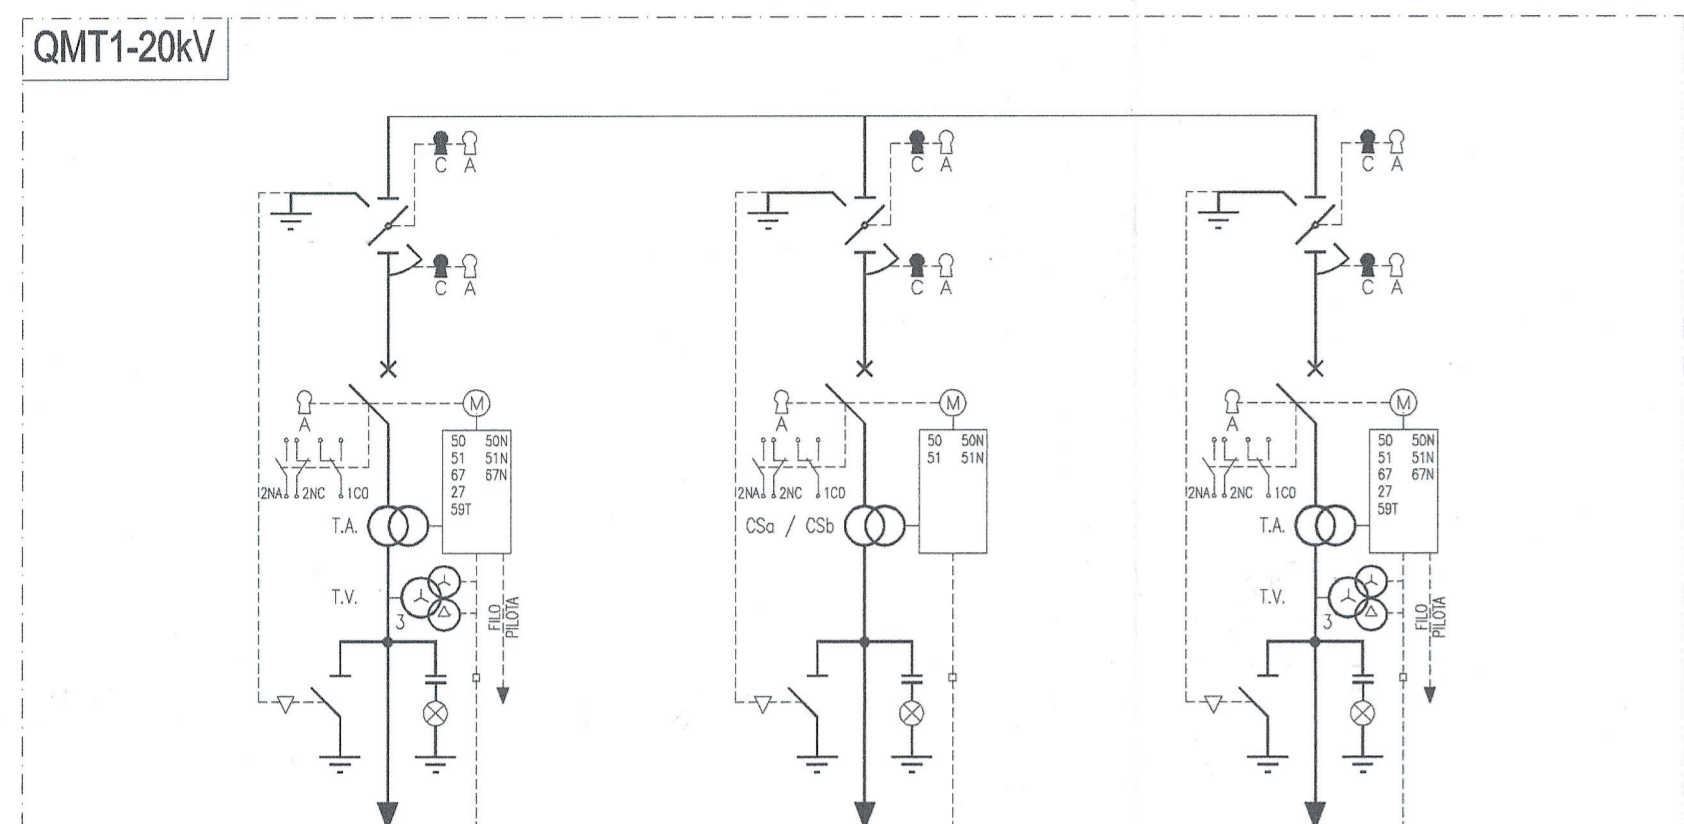 QMT1-20kV
C A
C A
C A
C A
C A
C A
A
M
A
M
A
M
50 50N
51 51N
67 67N
27
59T
50 50N
51 51N
50 50N
51 51N
67 67N
27
59T
2NA 2NC 1CO
2NA 2NC 1CO
2NA 2NC 1CO
T.A.
CSa / CSb
T.A.
T.V.
3
FILO
PILOTA
T.V.
3
FILO
PILOTA